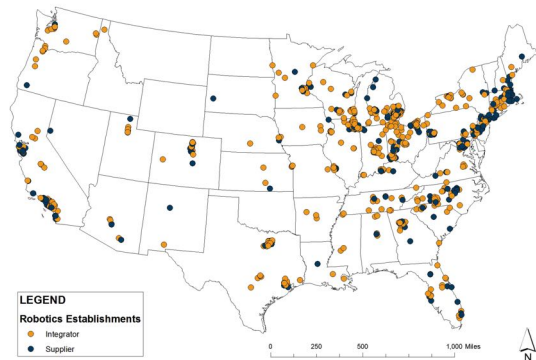 LEGEND
Robotics Establishments
Integrator
Supplier
0 250 500 1,000 Miles
N